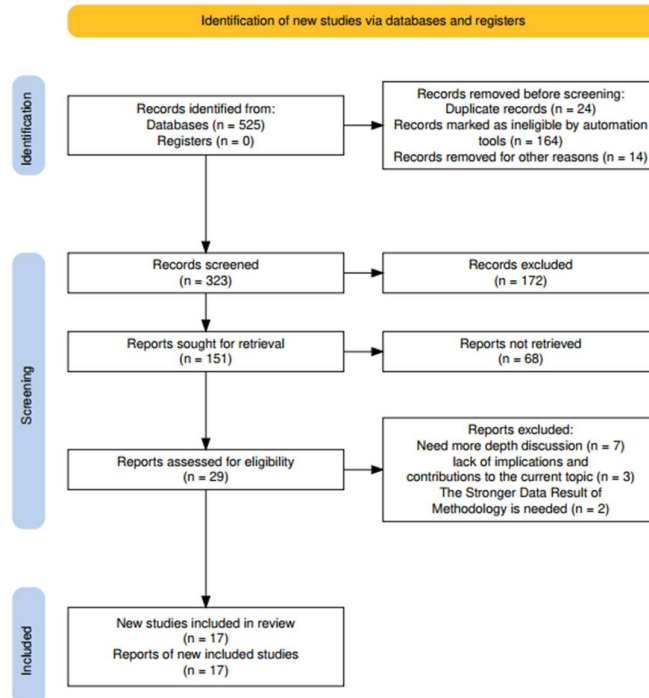 Identification of new studies via databases and registers
Identification
Records identified from:
Databases (n = 525)
Registers (n = 0)
Records removed before screening:
Duplicate records (n = 24)
Records marked as ineligible by automation
tools (n = 164)
Records removed for other reasons (n = 14)
Screening
Records screened
(n = 323)
Records excluded
(n = 172)
Reports sought for retrieval
(n = 151)
Reports not retrieved
(n = 68)
Reports assessed for eligibility
(n = 29)
Reports excluded:
Need more depth discussion (n = 7)
lack of implications and
contributions to the current topic (n = 3)
The Stronger Data Result of
Methodology is needed (n = 2)
Included
New studies included in review
(n = 17)
Reports of new included studies
(n = 17)